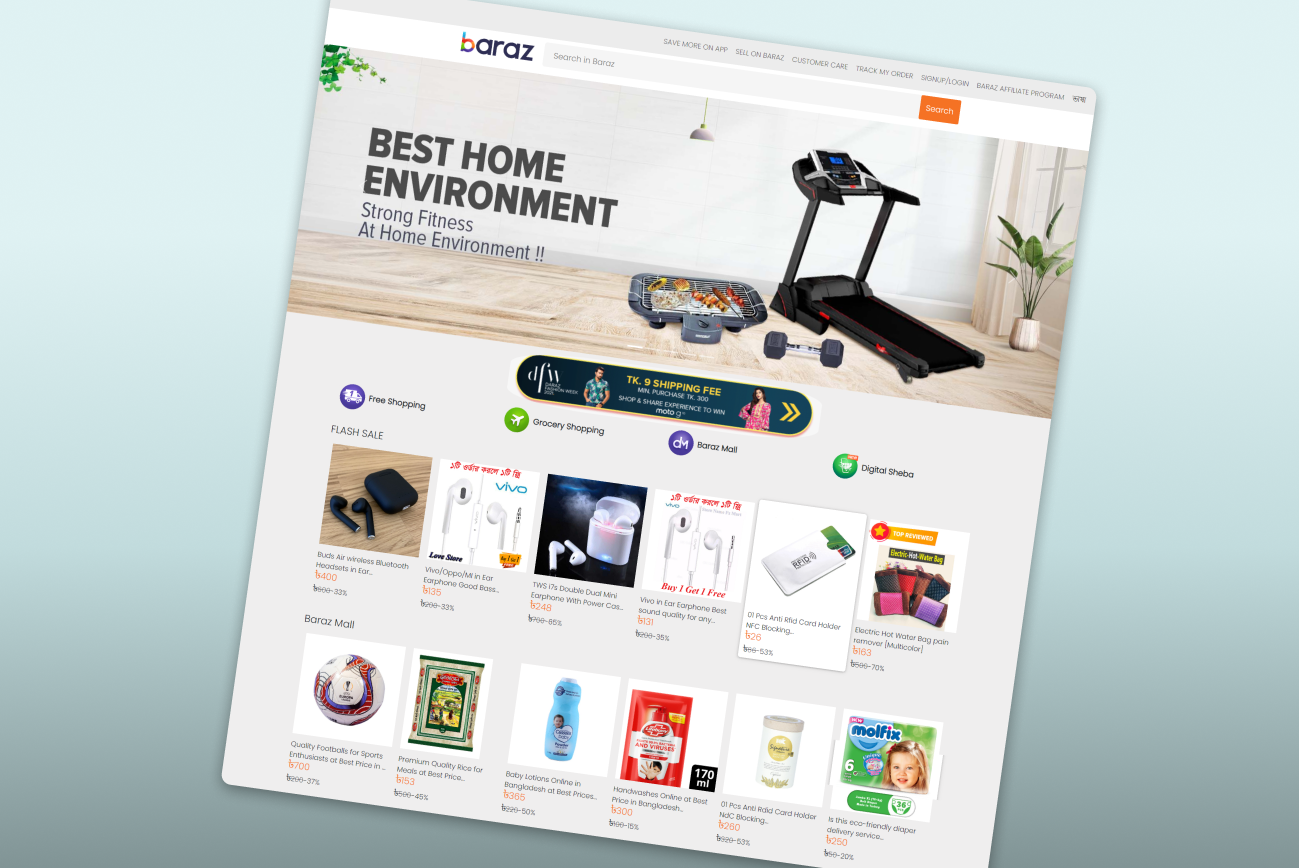 SAVE MORE ON APP SELL ON BARAZ CUSTOMER CARE TRACK MY ORDER SIGNUP/LOGIN BARAZ AFFILIATE PROGRAM ভাষা
baraz
Search in Baraz
Search
BEST HOME
ENVIRONMENT
Strong Fitness
At Home Environment !!
dfw
DARAZ
FASHION WEEK
2021
TK. 9 SHIPPING FEE
MIN. PURCHASE TK. 300
SHOP & SHARE EXPERIENCE TO WIN
moto g
Free Shopping
Grocery Shopping
dM
Baraz Mall
Digital Sheba
FLASH SALE
Buds Air wireless Bluetooth
Headsets in Ear...
৳400
৳600-33%
১টি অর্ডার করলে ১টি ফ্রি
vivo
Love Store
Vivo/Oppo/MI in Ear
Earphone Good Bass...
৳135
৳200-33%
TWS i7s Double Dual Mini
Earphone With Power Cas...
৳248
৳700-85%
১টি অর্ডার করলে ১টি ফ্রি
vivo
Buy 1 Get 1 Free
Vivo in Ear Earphone Best
sound quality for any...
৳131
৳200-35%
RFID
01 Pcs Anti Rfid Card Holder
NFC Blocking...
৳26
-53%
TOP REVIEWED
Electric-Hot-Water Bag
Electric Hot Water Bag pain
remover [Multicolor]
৳163
৳500-70%
Baraz Mall
Quality Footballs for Sports
Enthusiasts at Best Price in ...
৳700
৳200-37%
Premium Quality Rice for
Meals at Best Price...
৳153
৳500-45%
Baby Lotions Online in
Bangladesh at Best Prices...
৳365
৳220-50%
AND VIRUSES
170
ml
Handwashes Online at Best
Price in Bangladesh...
৳300
৳100-15%
Signature
01 Pcs Anti Rdid Card Holder
NdC Blocking...
৳260
৳320-53%
NEW
molfix
6
36
Is this eco-friendly diaper
delivery service...
৳250
৳50-20%